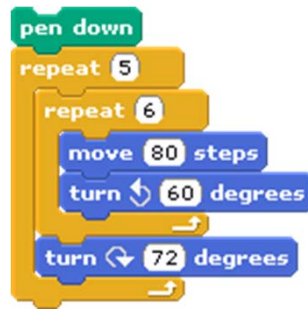 pen down
repeat 5
repeat 6
move 80 steps
turn 60 degrees
turn 72 degrees